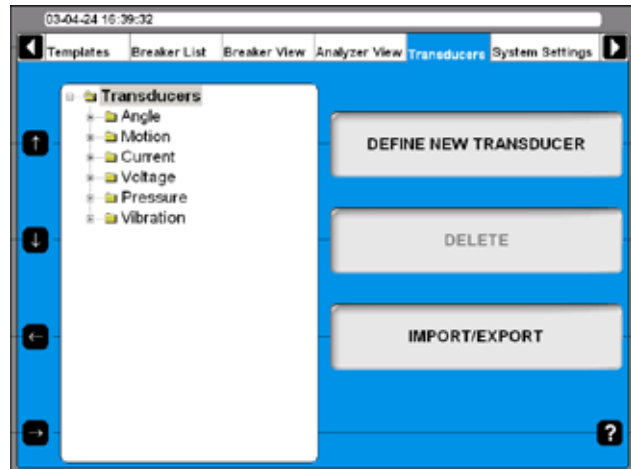 03-04-24 16:39:32
Templates Breaker List Breaker View Analyzer View Transducers System Settings
Transducers
Angle
Motion
Current
Voltage
Pressure
Vibration
DEFINE NEW TRANSDUCER
DELETE
IMPORT/EXPORT
?